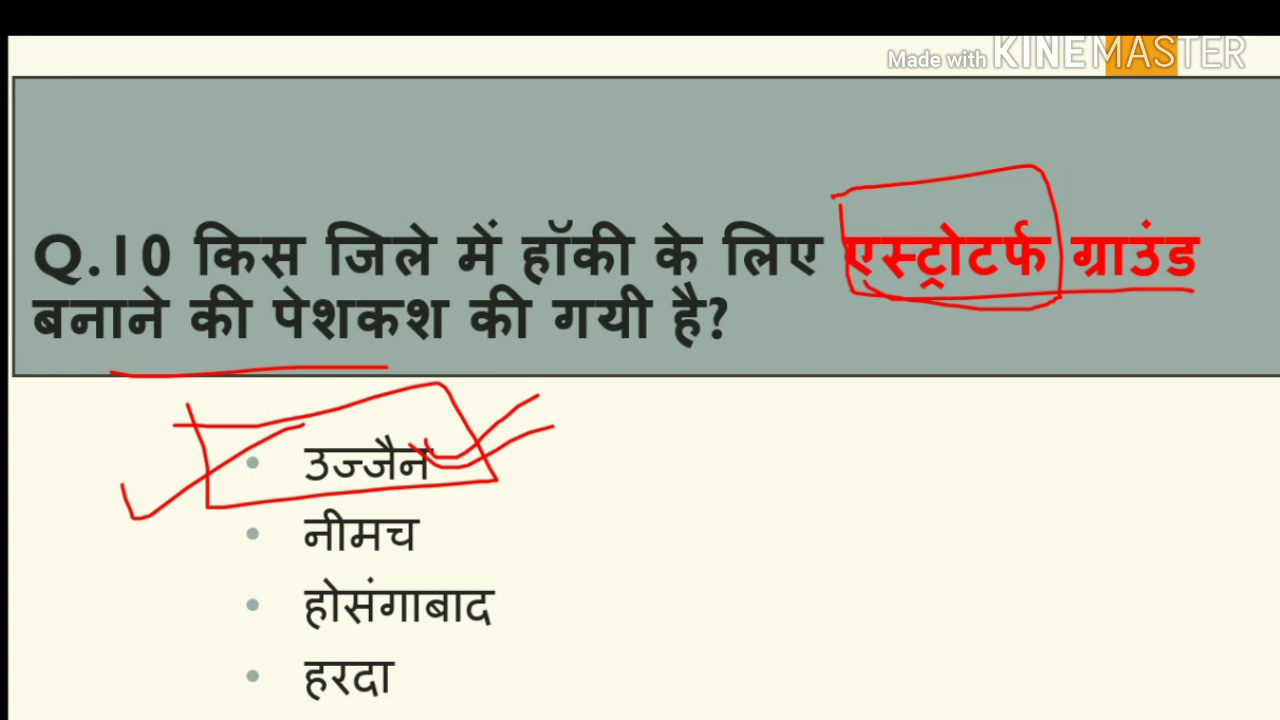 Made with KINEMASTER
Q.10 किस जिले में हॉकी के लिए एस्ट्रोटर्फ ग्राउंड
बनाने की पेशकश की गयी है?
• उज्जैन
• नीमच
• होसंगाबाद
• हरदा